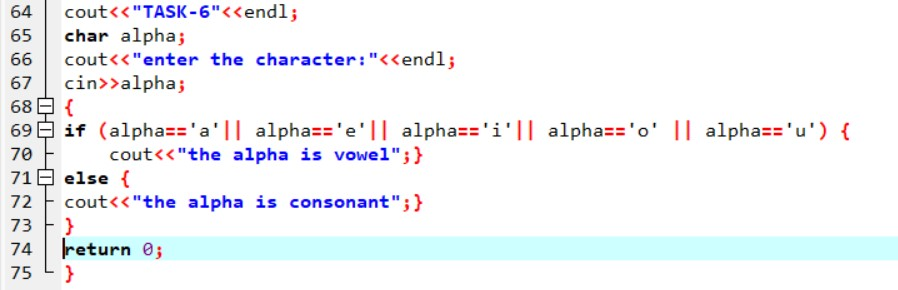 64 cout<<"TASK-6"<<endl;
65 char alpha;
66 cout<<"enter the character:"<<endl;
67 cin>>alpha;
68 {
69 if (alpha=='a'|| alpha=='e'|| alpha=='i'|| alpha=='o' || alpha=='u') {
70     cout<<"the alpha is vowel";}
71 else {
72 cout<<"the alpha is consonant";}
73 }
74 return 0;
75 }